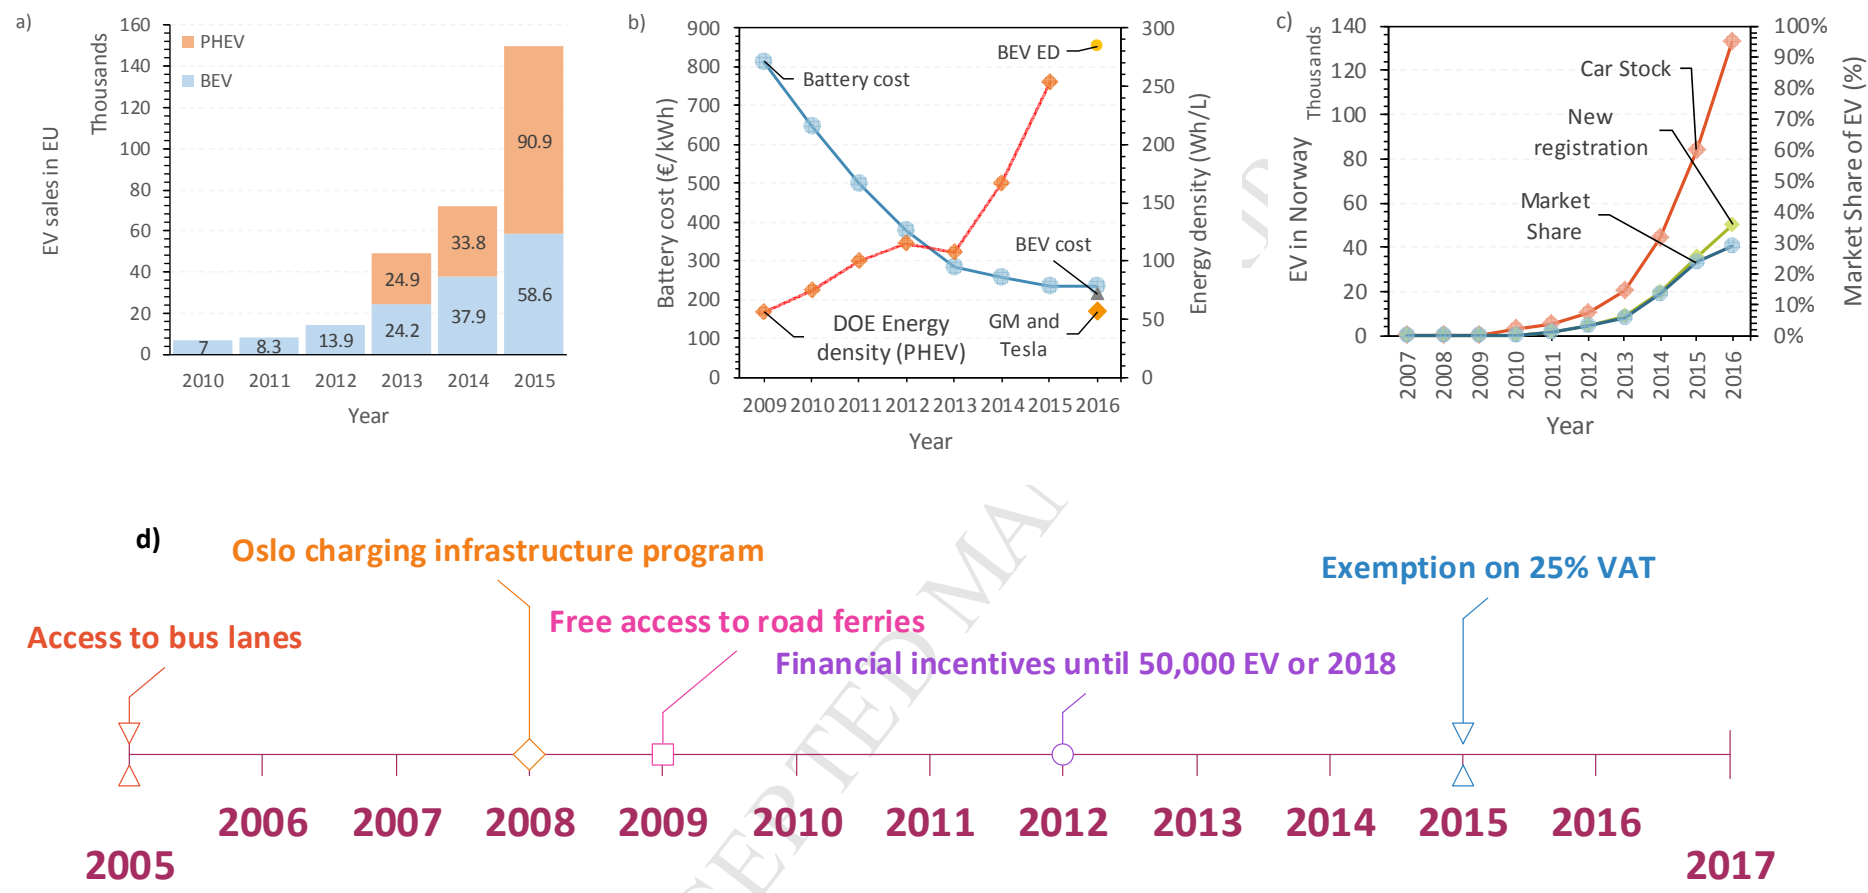 a)
EV sales in EU
Thousands
160
140
120
100
80
60
40
20
0
PHEV
BEV
7
8.3
13.9
24.9
24.2
33.8
37.9
90.9
58.6
2010 2011 2012 2013 2014 2015
Year
b)
Battery cost (€/kWh)
900
800
700
600
500
400
300
200
100
0
BEV ED
Battery cost
BEV cost
DOE Energy
density (PHEV)
GM and
Tesla
300
250
200
150
100
50
0
Energy density (Wh/L)
2009 2010 2011 2012 2013 2014 2015 2016
Year
c)
EV in Norway
Thousands
140
120
100
80
60
40
20
0
Car Stock
New
registration
Market
Share
100%
90%
80%
70%
60%
50%
40%
30%
20%
10%
0%
Market Share of EV (%)
2007 2008 2009 2010 2011 2012 2013 2014 2015 2016
Year
d)
Oslo charging infrastructure program
Exemption on 25% VAT
Access to bus lanes
Free access to road ferries
Financial incentives until 50,000 EV or 2018
2006 2007 2008 2009 2010 2011 2012 2013 2014 2015 2016
2005 2017